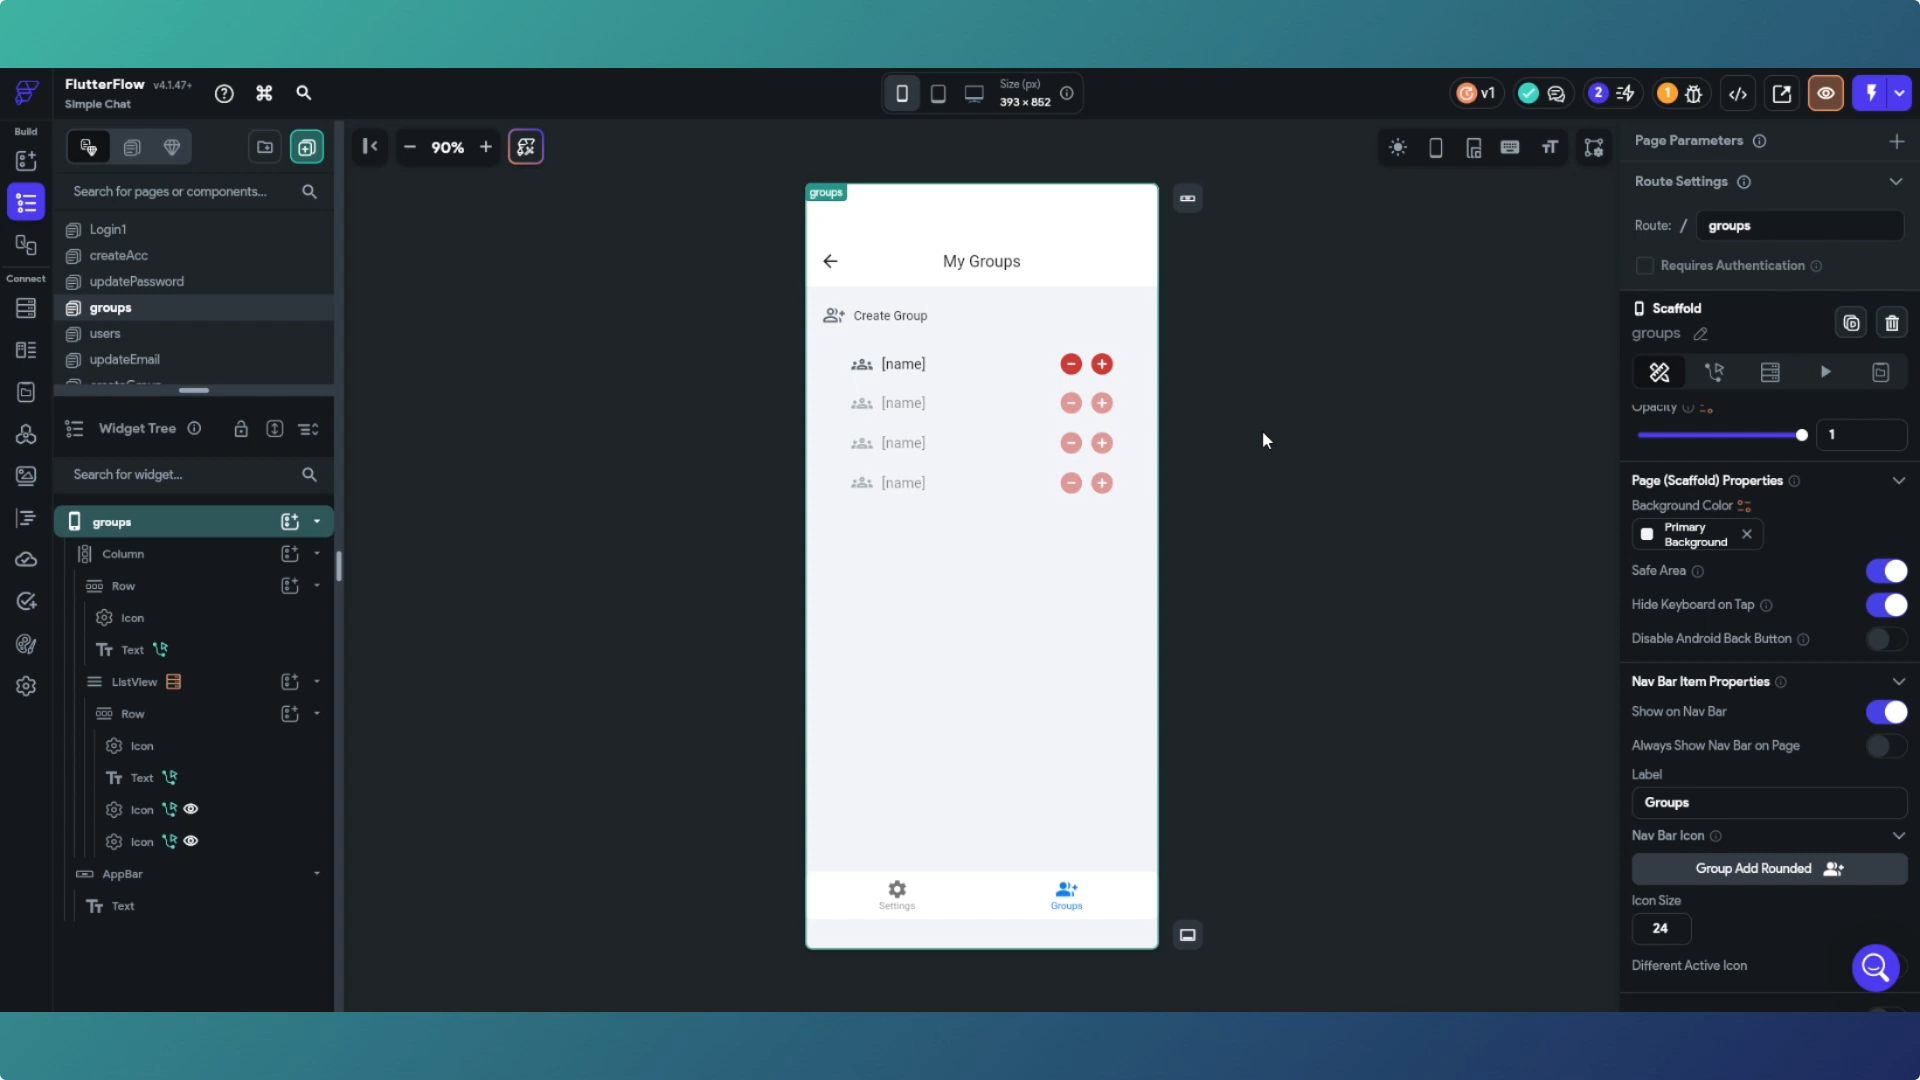 FlutterFlow v4.1.47+
Simple Chat
Size (px)
393 × 852
v1
2
1
Build
Connect
Search for pages or components...
Login1
createAcc
updatePassword
groups
users
updateEmail
createGroup
Widget Tree
Search for widget...
groups
Column
Row
Icon
Text
ListView
Row
Icon
Text
Icon
Icon
AppBar
Text
90%
groups
My Groups
Create Group
[name]
[name]
[name]
[name]
Settings
Groups
Page Parameters
Route Settings
Route: / groups
Requires Authentication
Scaffold
groups
Opacity
1
Page (Scaffold) Properties
Background Color
Primary
Background
Safe Area
Hide Keyboard on Tap
Disable Android Back Button
Nav Bar Item Properties
Show on Nav Bar
Always Show Nav Bar on Page
Label
Groups
Nav Bar Icon
Group Add Rounded
Icon Size
24
Different Active Icon